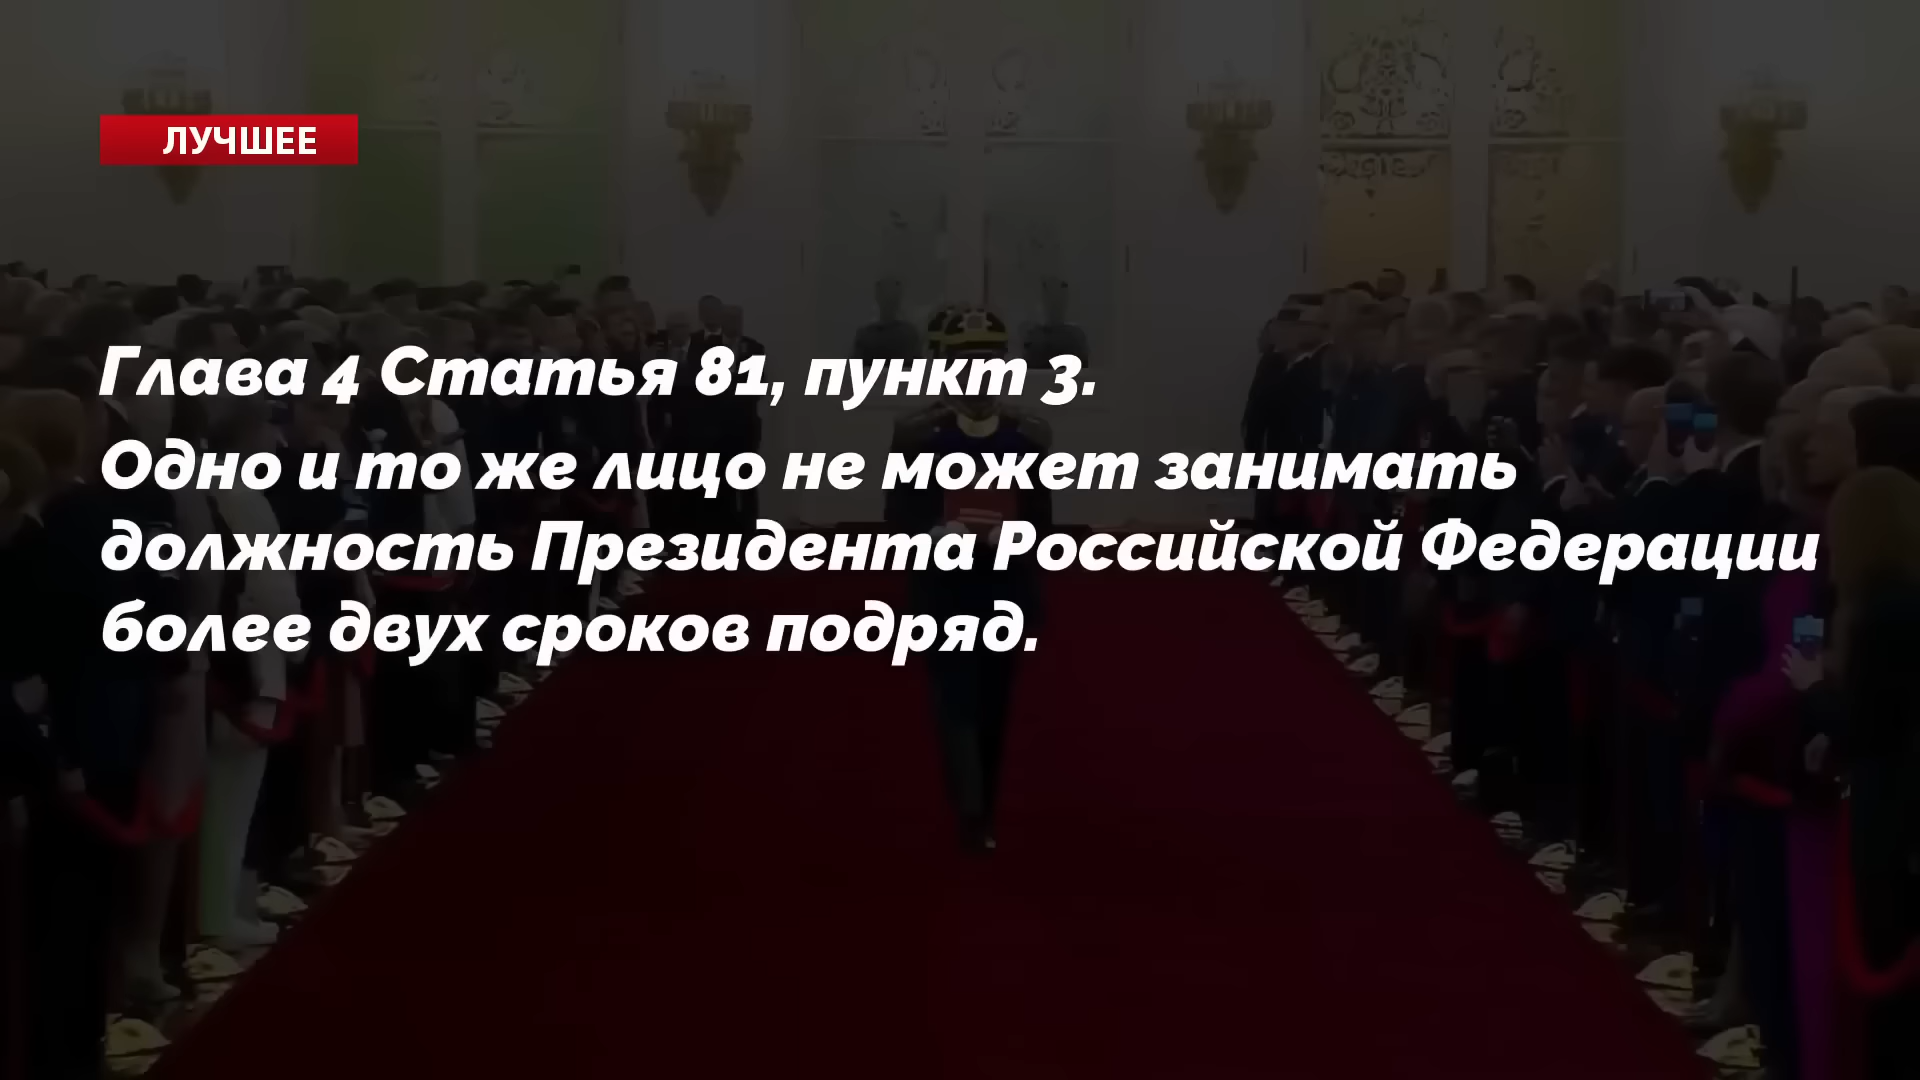 ЛУЧШЕЕ
Глава 4 Статья 81, пункт 3.
Одно и то же лицо не может занимать
должность Президента Российской Федерации
более двух сроков подряд.